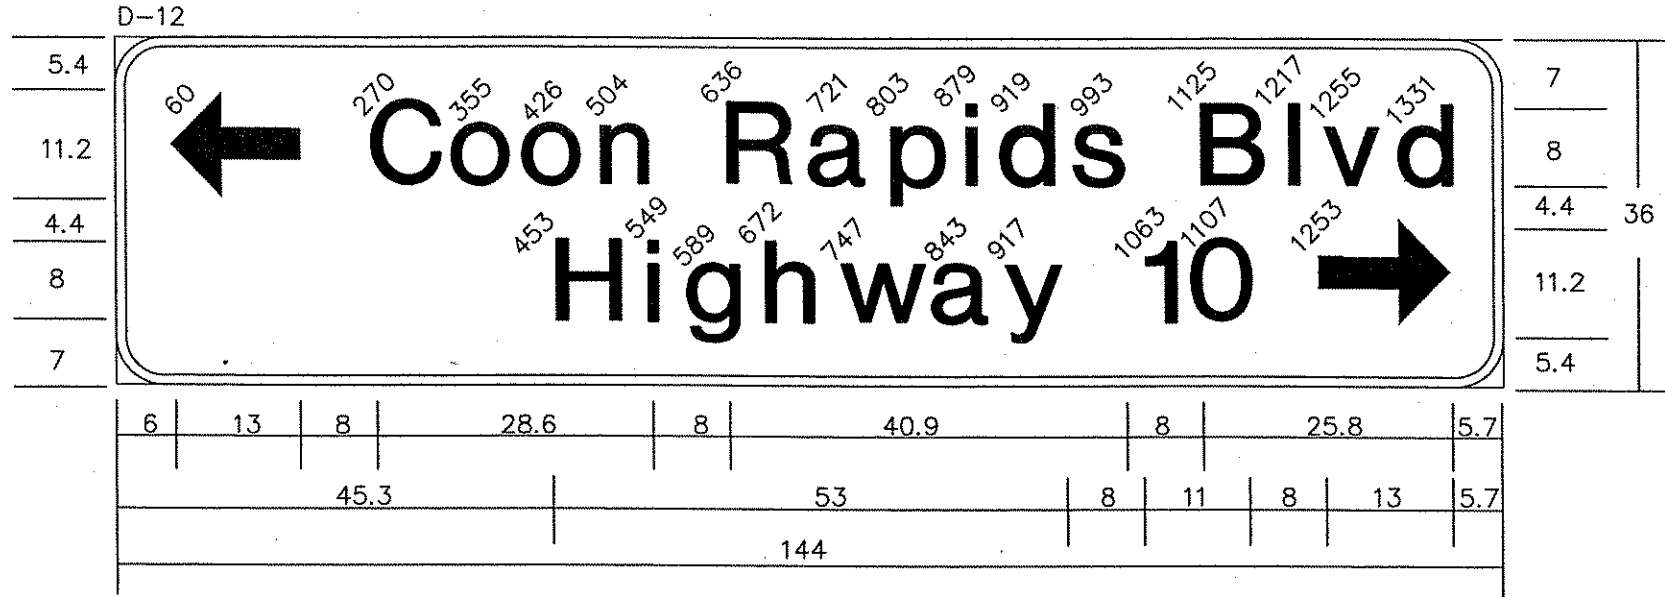 D-12
60 270 355 426 504 636 721 803 879 919 993 1125 1217 1255 1331
← Coon Rapids Blvd
453 549 589 672 747 843 917 1063 1107 1253
Highway 10 →
5.4
11.2
4.4
8
7
7
8
4.4
11.2
5.4
36
6 13 8 28.6 8 40.9 8 25.8 5.7
45.3 53 8 11 8 13 5.7
144